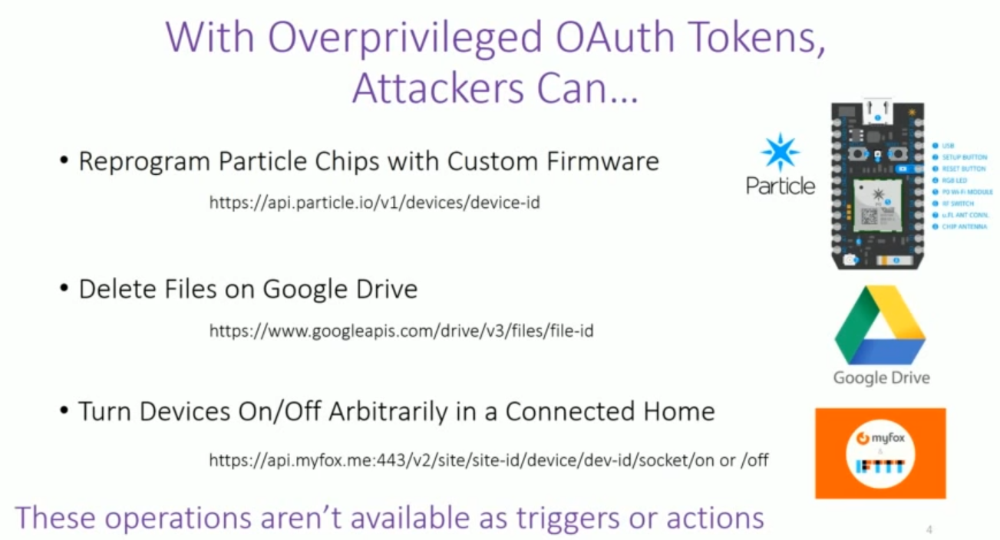 With Overprivileged OAuth Tokens,
Attackers Can...
• Reprogram Particle Chips with Custom Firmware
https://api.particle.io/v1/devices/device-id
Particle
USB
SETUP BUTTON
RESET BUTTON
RGB LED
P0 Wi-Fi MODULE
RF SWITCH
u.FL ANT CONN.
CHIP ANTENNA
• Delete Files on Google Drive
https://www.googleapis.com/drive/v3/files/file-id
Google Drive
• Turn Devices On/Off Arbitrarily in a Connected Home
https://api.myfox.me:443/v2/site/site-id/device/dev-id/socket/on or /off
myfox
&
IFTTT
These operations aren't available as triggers or actions
4